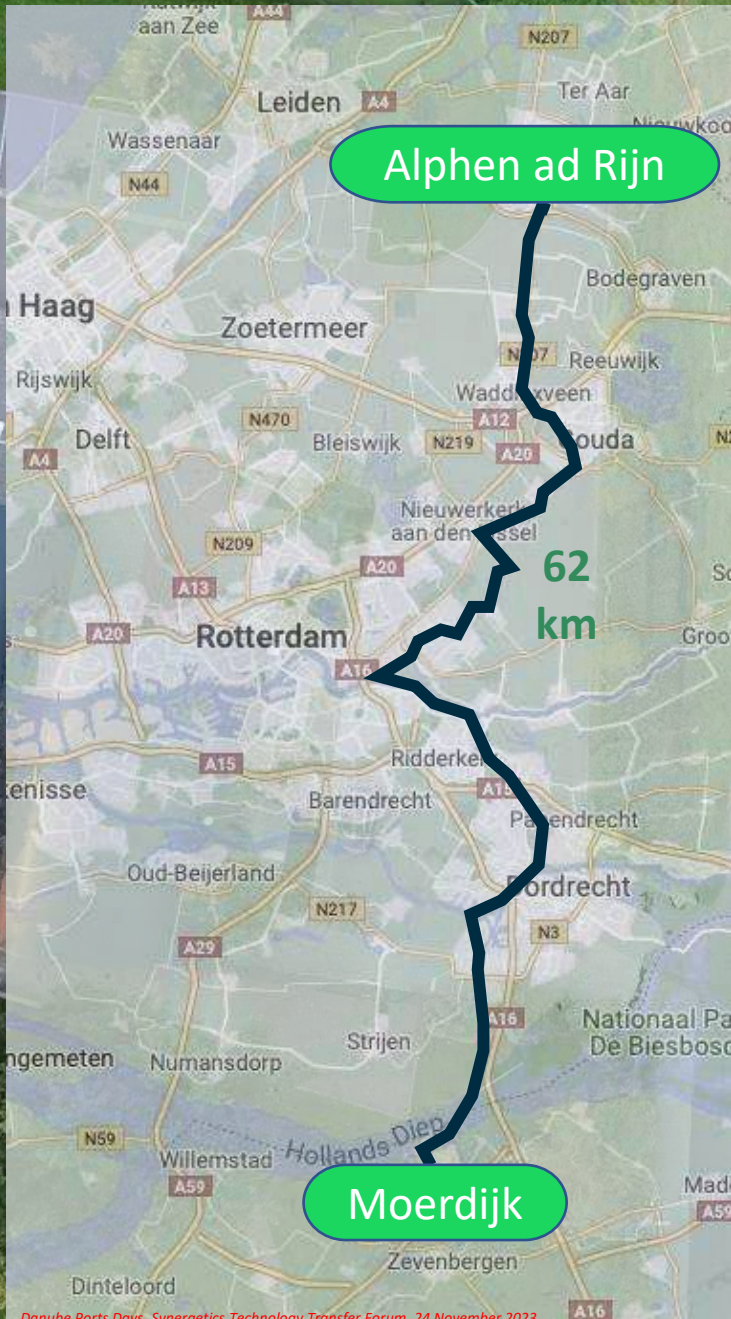 aan Zee
A44
N207
Leiden
A4
Ter Aar
Wassenaar
Alphen ad Rijn
N44
Bodegraven
Haag
Zoetermeer
Reeuwijk
Rijswijk
N470
A12
Delft
Bleiswijk
N219
A20
A4
Nieuwerkerk
aan den
N209
A20
62
km
A13
A20
Rotterdam
A16
A15
Barendrecht
Oud-Beijerland
Dordrecht
N217
N3
A29
A16
Strijen
Numansdorp
N59
Hollands Diep
Willemstad
A59
Moerdijk
A59
Zevenbergen
Dinteloord
A16
Danube Ports Days, Synergetics Technology Transfer Forum, 24 November 2023